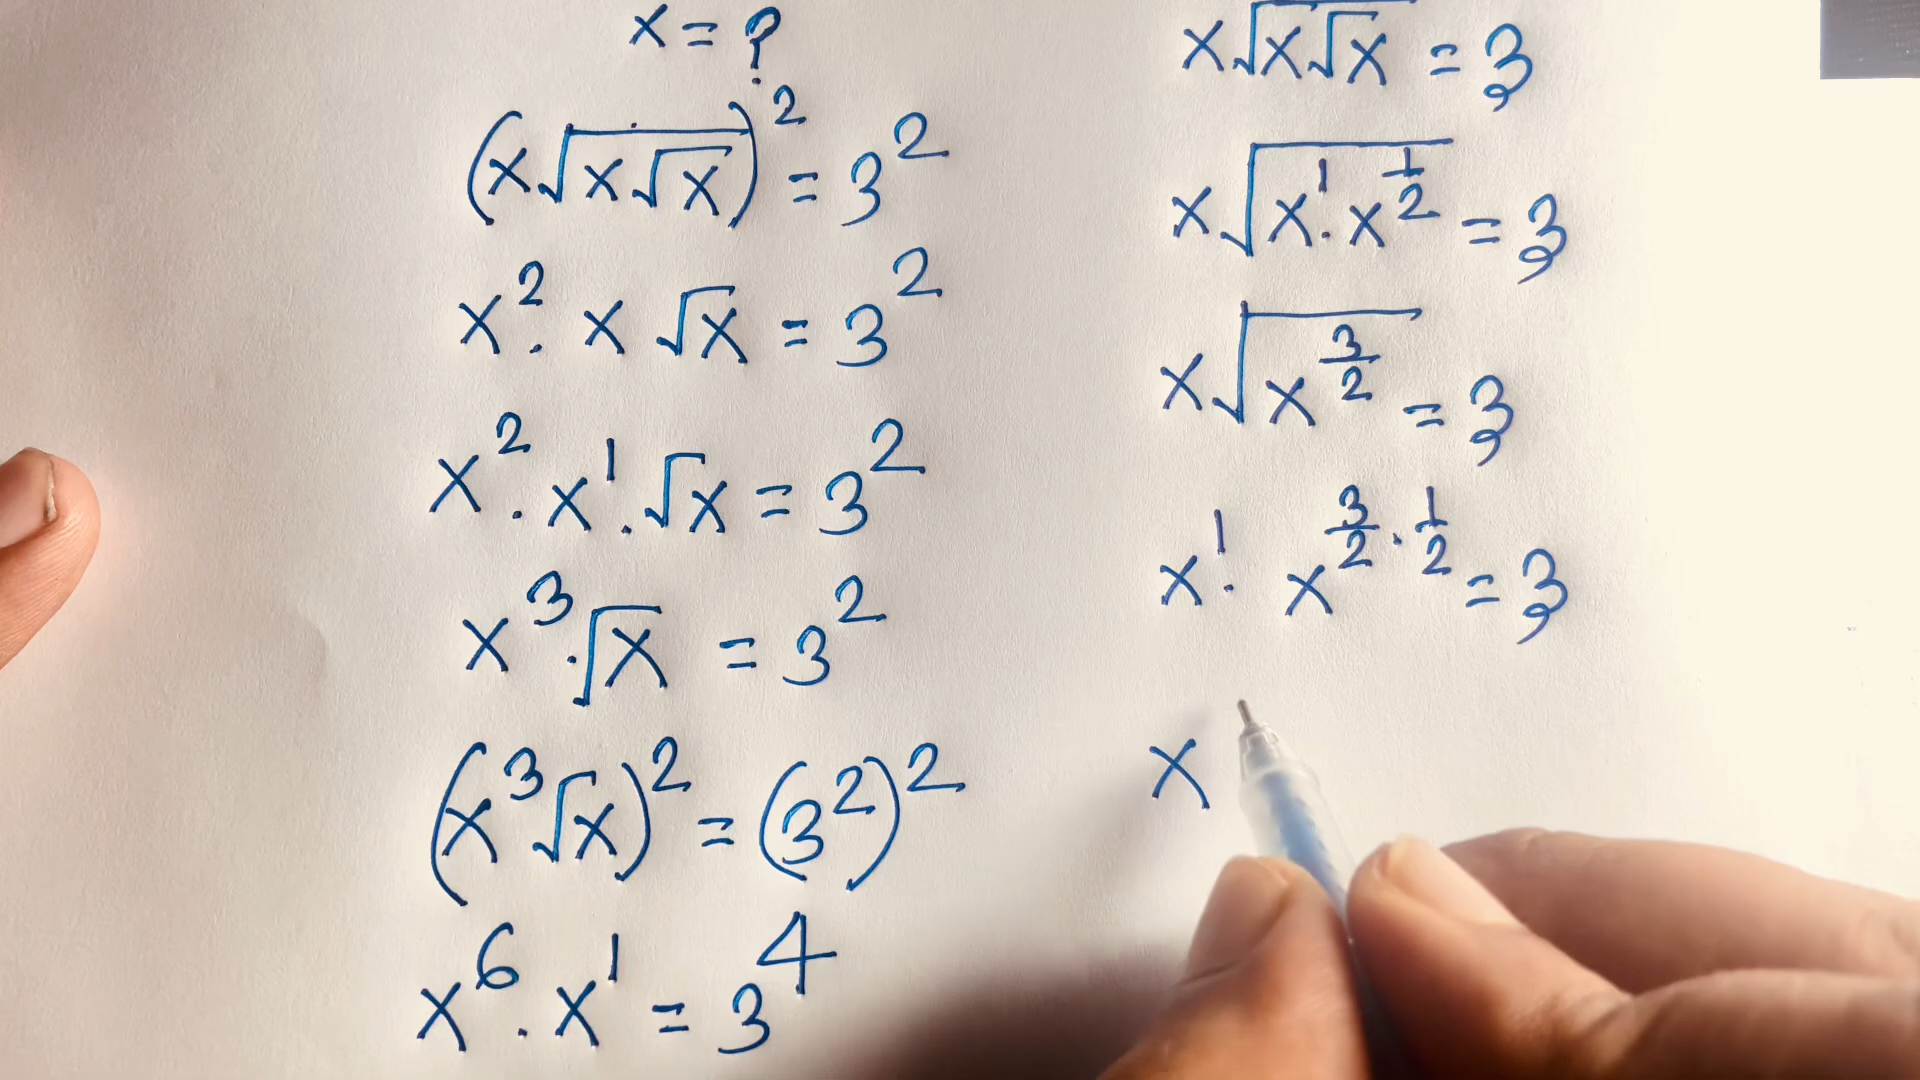 x = ?
(x√(x√x))² = 3²
x² · x √x = 3²
x² · x¹ · √x = 3²
x³ · √x = 3²
(x³√x)² = (3²)²
x⁶ · x¹ = 3⁴
x√(x√x) = 3
x√(x¹ · x^(1/2)) = 3
x√(x^(3/2)) = 3
x¹ · x^(3/2 · 1/2) = 3
x